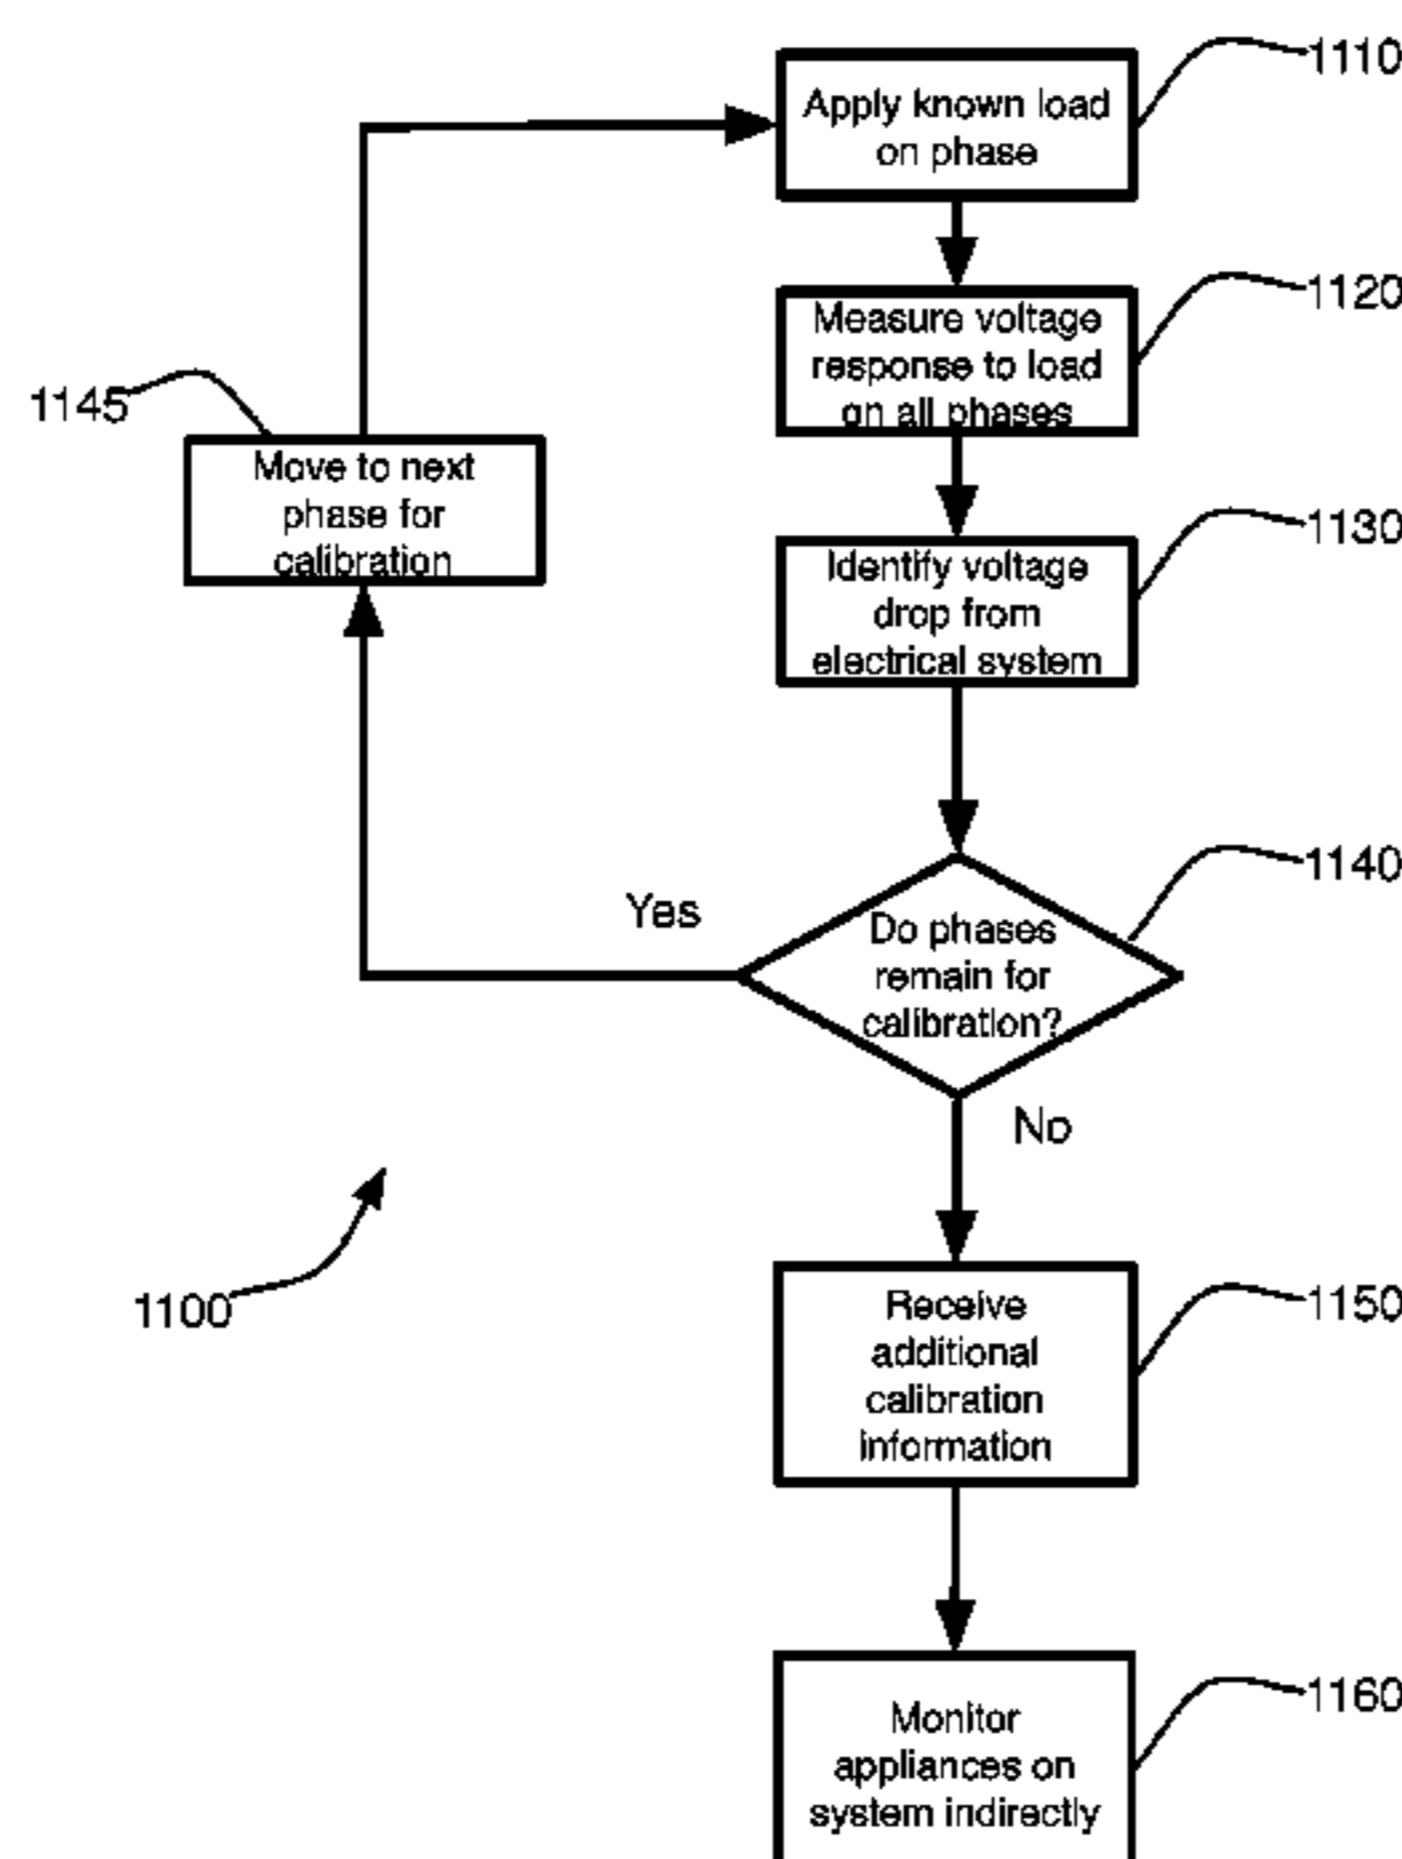 1110
Apply known load
on phase
1120
Measure voltage
response to load
on all phases
1145
Move to next
phase for
calibration
1130
Identify voltage
drop from
electrical system
1140
Yes
Do phases
remain for
calibration?
No
1100
1150
Receive
additional
calibration
information
1160
Monitor
appliances on
system indirectly